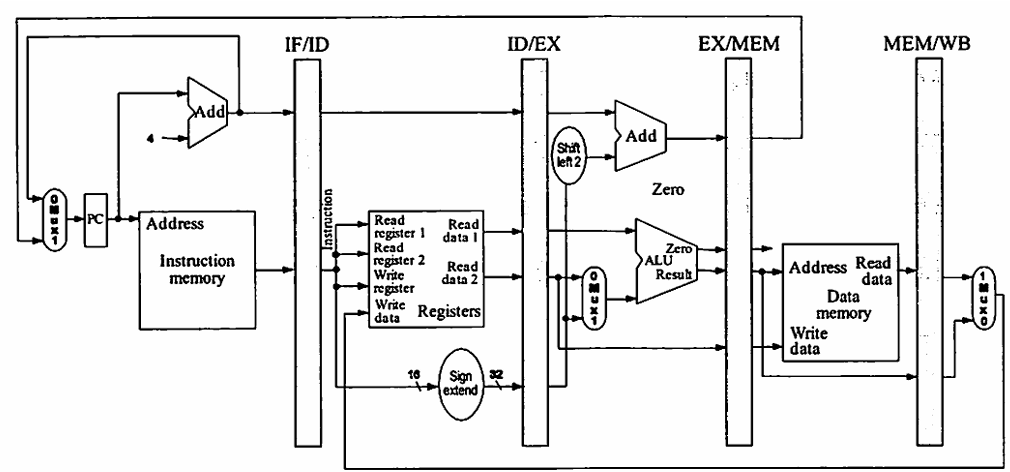 IF/ID
ID/EX
EX/MEM
MEM/WB
Add
4
Add
Shift
left 2
Zero
0
M
u
x
1
PC
Address
Instruction
memory
Instruction
Read
register 1
Read
register 2
Write
register
Write
data
Read
data 1
Read
data 2
Registers
0
M
u
x
1
Zero
ALU
Result
Address
Read
data
Data
memory
Write
data
1
M
u
x
0
16
Sign
extend
32